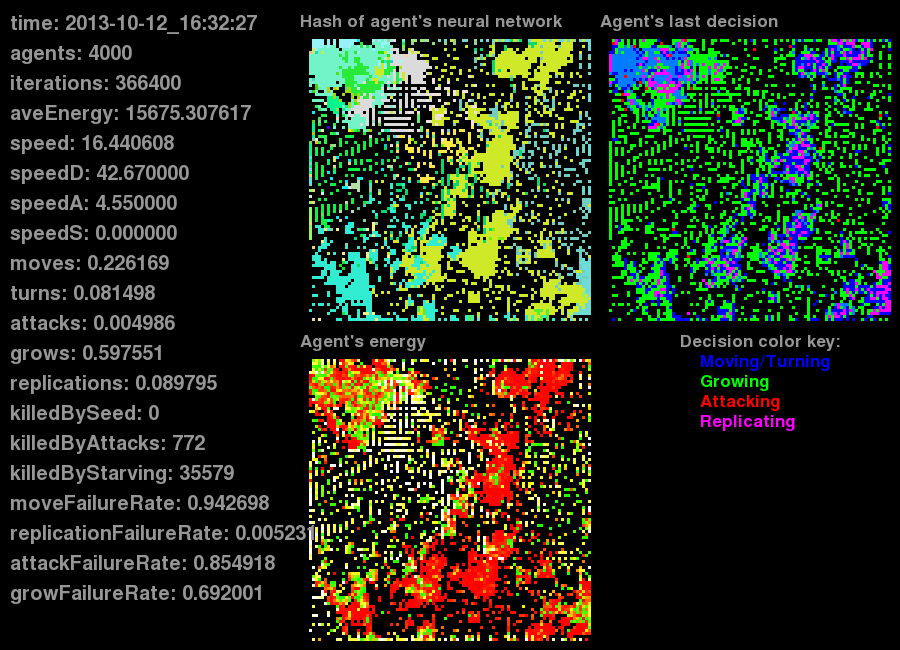 time: 2013-10-12_16:32:27
agents: 4000
iterations: 366400
aveEnergy: 15675.307617
speed: 16.440608
speedD: 42.670000
speedA: 4.550000
speedS: 0.000000
moves: 0.226169
turns: 0.081498
attacks: 0.004986
grows: 0.597551
replications: 0.089795
killedBySeed: 0
killedByAttacks: 772
killedByStarving: 35579
moveFailureRate: 0.942698
replicationFailureRate: 0.005231
attackFailureRate: 0.854918
growFailureRate: 0.692001
Hash of agent's neural network
Agent's last decision
Agent's energy
Decision color key:
Moving/Turning
Growing
Attacking
Replicating